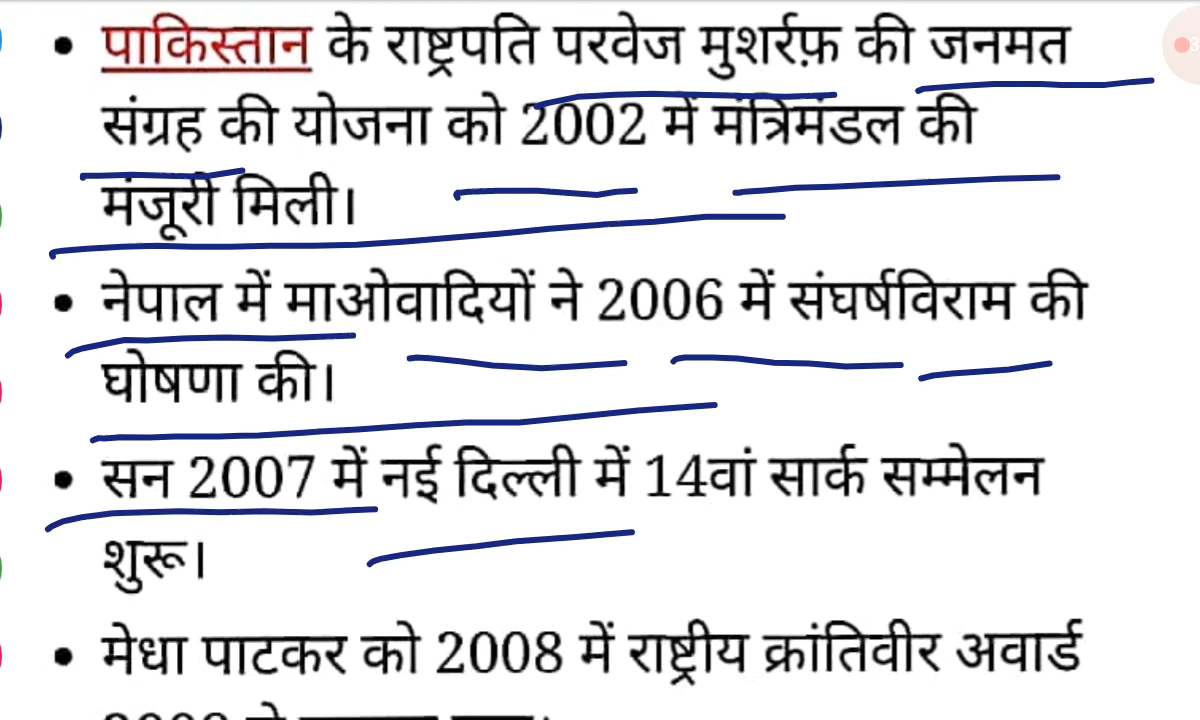 • पाकिस्तान के राष्ट्रपति परवेज मुशर्रफ़ की जनमत
संग्रह की योजना को 2002 में मंत्रिमंडल की
मंजूरी मिली।
• नेपाल में माओवादियों ने 2006 में संघर्षविराम की
घोषणा की।
• सन 2007 में नई दिल्ली में 14वां सार्क सम्मेलन
शुरू।
• मेधा पाटकर को 2008 में राष्ट्रीय क्रांतिवीर अवार्ड